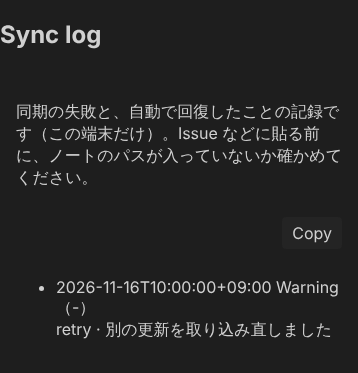 Sync log
同期の失敗と、自動で回復したことの記録で
す（この端末だけ）。Issue などに貼る前
に、ノートのパスが入っていないか確かめて
ください。
Copy
• 2026-11-16T10:00:00+09:00 Warning
（-）
retry · 別の更新を取り込み直しました